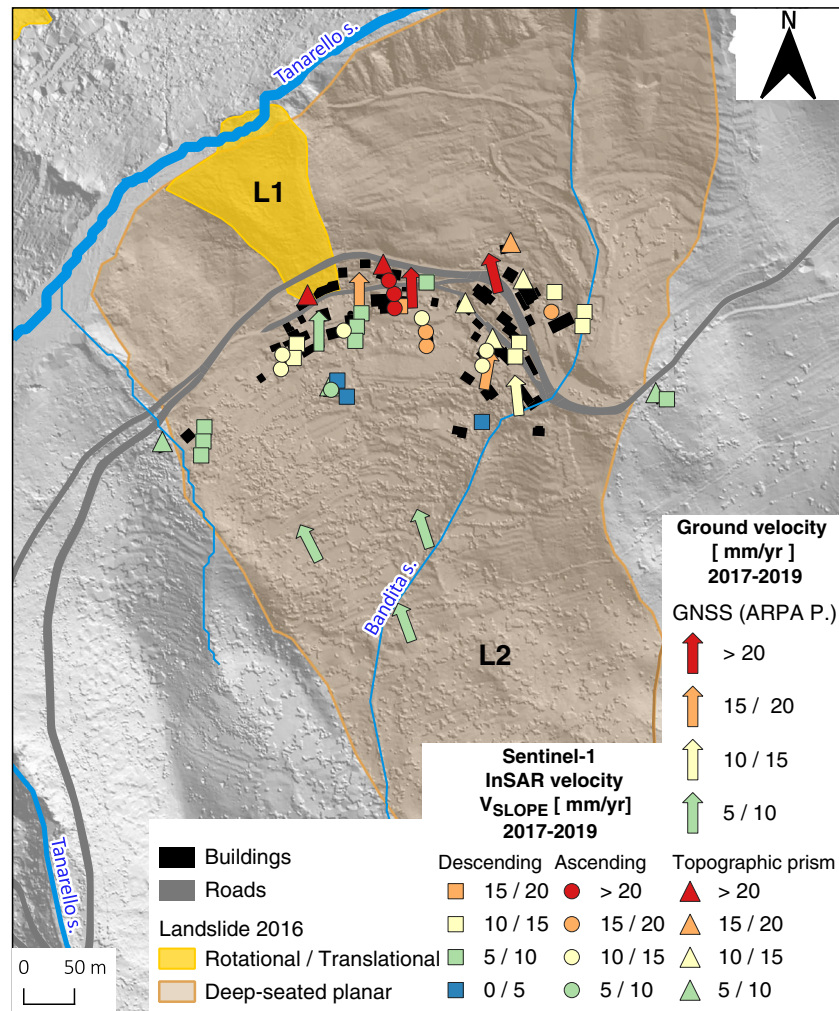 N
Tanarello s.
L1
Bandita s.
L2
Tanarello s.
Ground velocity
[ mm/yr ]
2017-2019
GNSS (ARPA P.)
> 20
15 / 20
10 / 15
5 / 10
Sentinel-1
InSAR velocity
VSLOPE [ mm/yr]
2017-2019
Descending Ascending Topographic prism
15 / 20 > 20 > 20
10 / 15 15 / 20 15 / 20
5 / 10 10 / 15 10 / 15
0 / 5 5 / 10 5 / 10
Buildings
Roads
Landslide 2016
Rotational / Translational
Deep-seated planar
0 50 m